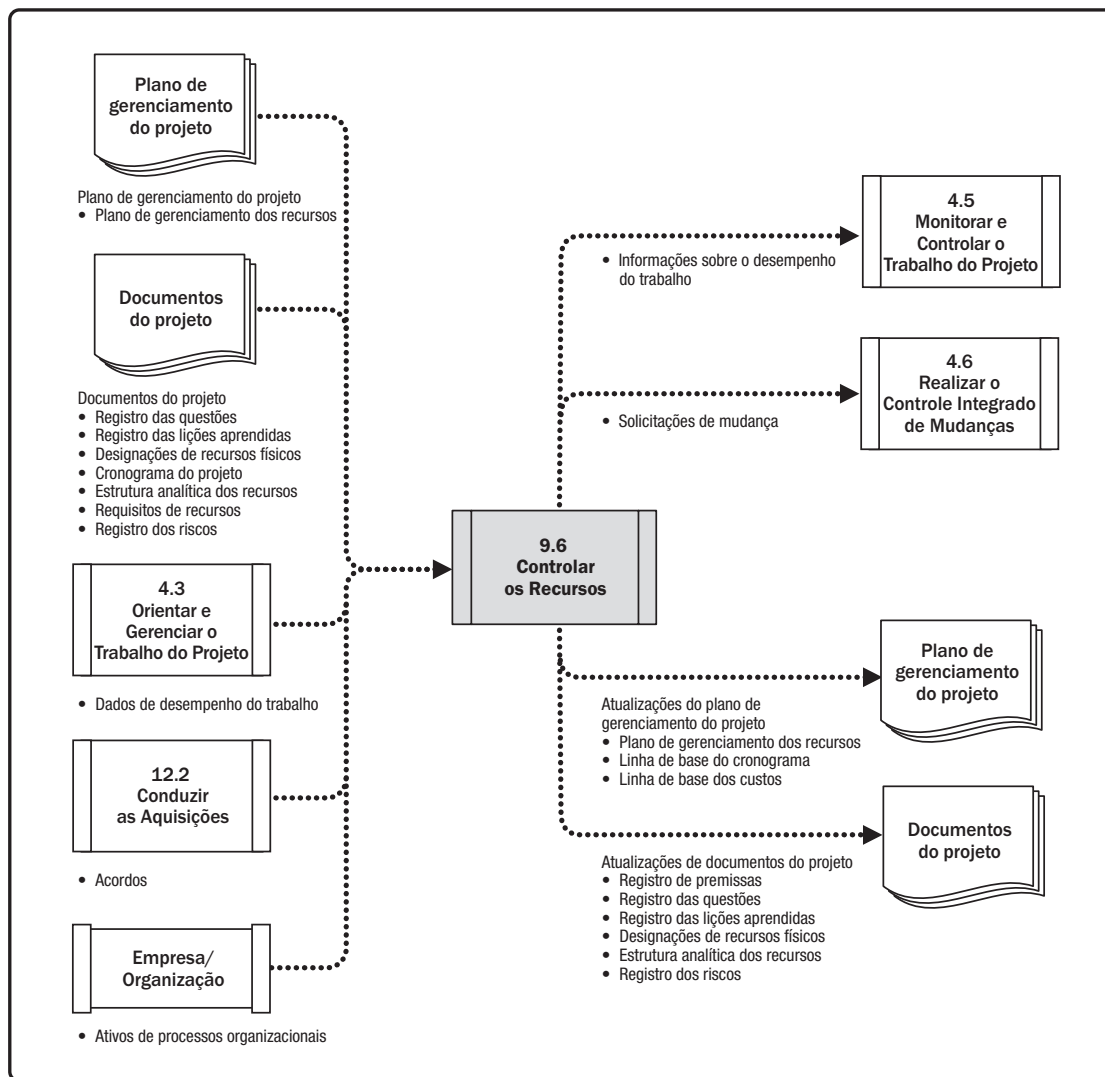 Plano de
gerenciamento
do projeto
Plano de gerenciamento do projeto
• Plano de gerenciamento dos recursos
Documentos
do projeto
Documentos do projeto
• Registro das questões
• Registro das lições aprendidas
• Designações de recursos físicos
• Cronograma do projeto
• Estrutura analítica dos recursos
• Requisitos de recursos
• Registro dos riscos
4.3
Orientar e
Gerenciar o
Trabalho do Projeto
• Dados de desempenho do trabalho
12.2
Conduzir
as Aquisições
• Acordos
Empresa/
Organização
• Ativos de processos organizacionais
9.6
Controlar
os Recursos
• Informações sobre o desempenho
do trabalho
4.5
Monitorar e
Controlar o
Trabalho do Projeto
• Solicitações de mudança
4.6
Realizar o
Controle Integrado
de Mudanças
Atualizações do plano de
gerenciamento do projeto
• Plano de gerenciamento dos recursos
• Linha de base do cronograma
• Linha de base dos custos
Plano de
gerenciamento
do projeto
Atualizações de documentos do projeto
• Registro de premissas
• Registro das questões
• Registro das lições aprendidas
• Designações de recursos físicos
• Estrutura analítica dos recursos
• Registro dos riscos
Documentos
do projeto